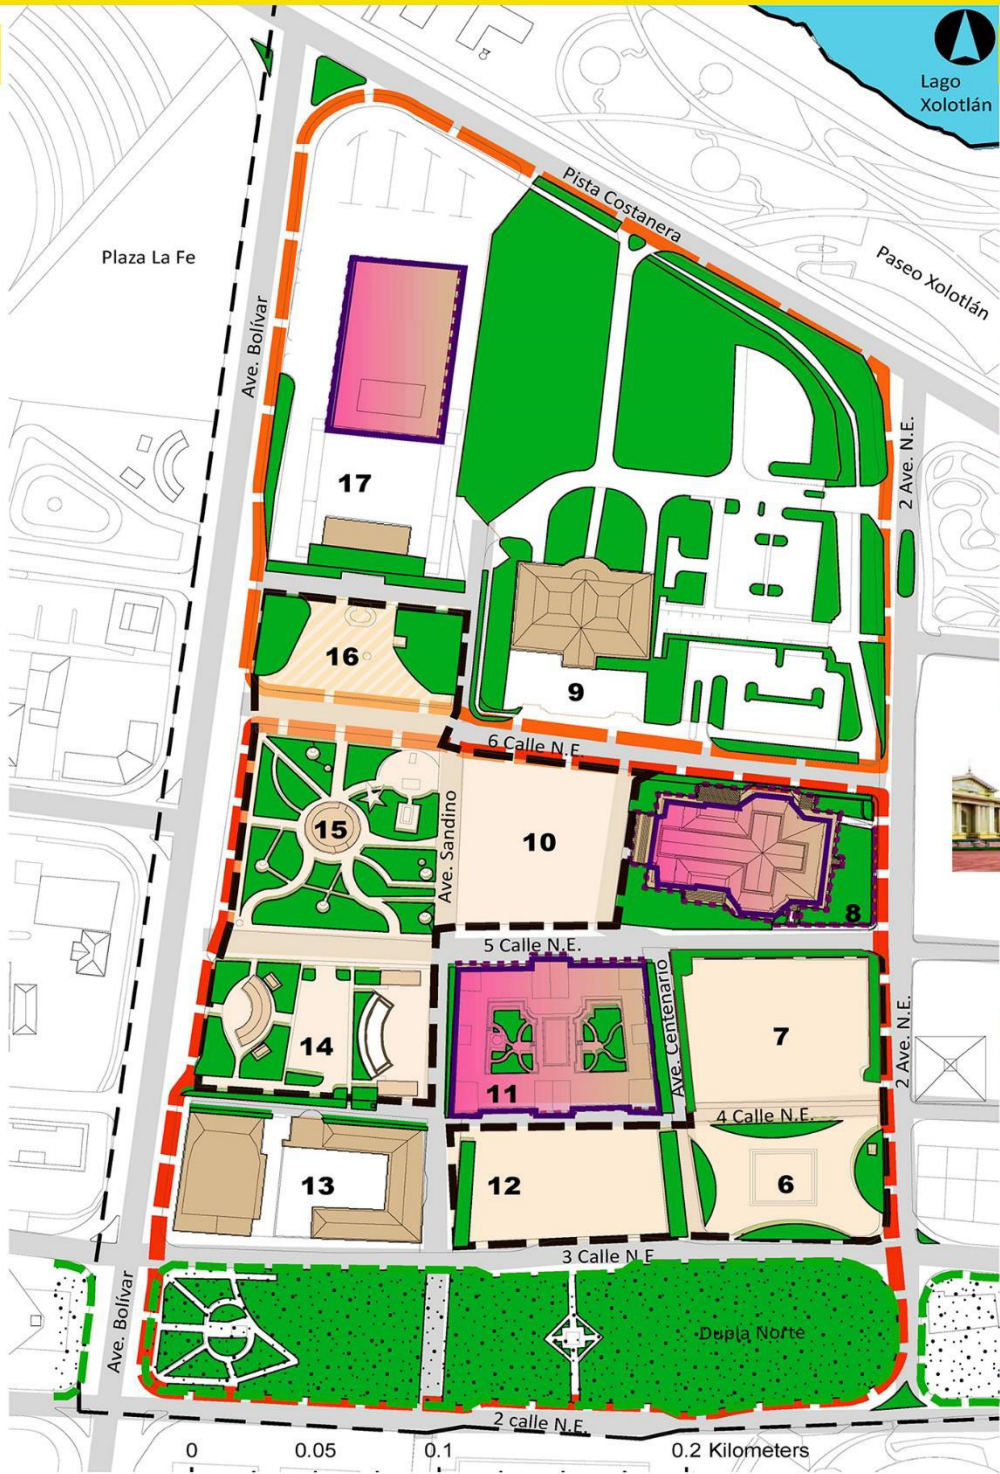 Lago
Xolotlán
Pista Costanera
Plaza La Fe
Paseo Xolotlán
Ave. Bolívar
2 Ave. N.E.
17
16
9
6 Calle N.E.
15
Ave. Sandino
10
8
5 Calle N.E.
Ave. Centenario
7
2 Ave. N.E.
14
11
4 Calle N.E.
13
12
6
3 Calle N.E
Ave. Bolívar
Dupla Norte
2 calle N.E.
0 0.05 0.1 0.2 Kilometers